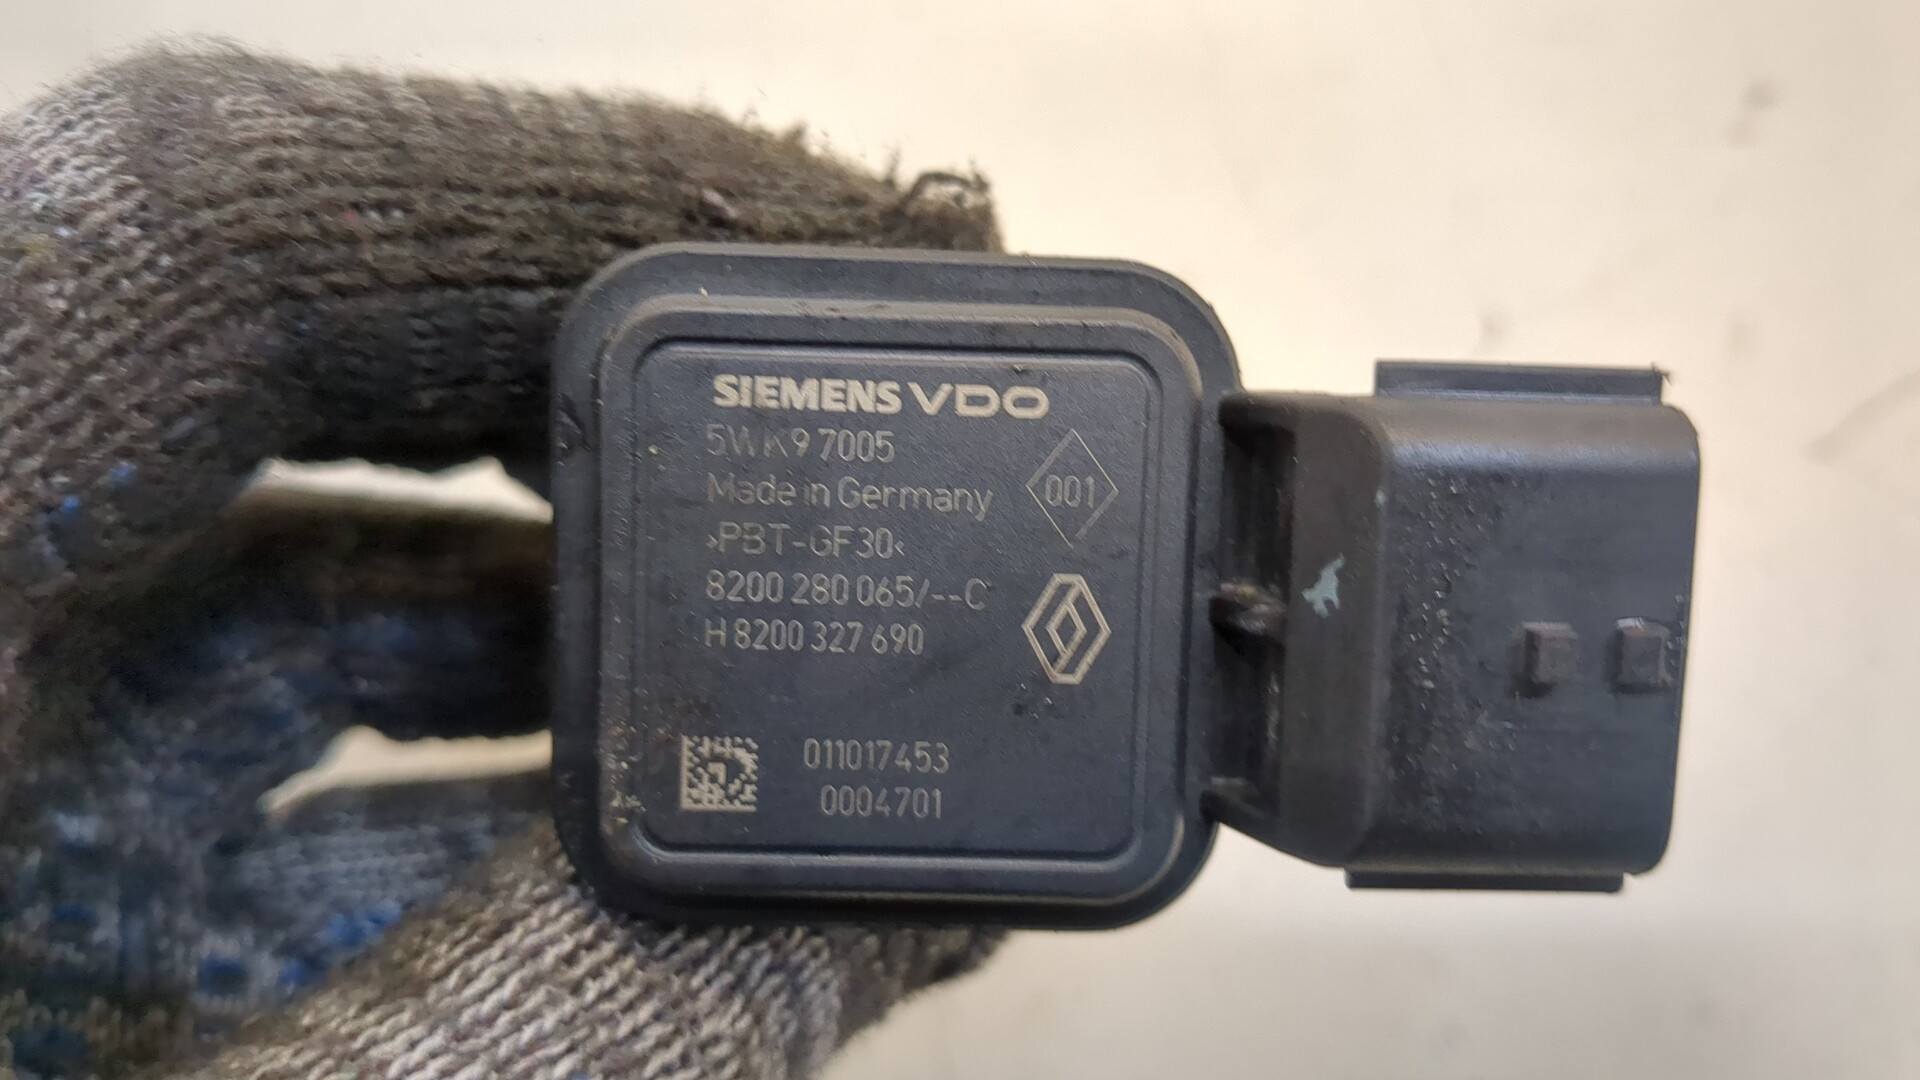 SIEMENS VDO
5WK9 7005
Made in Germany
001
>PBT-GF30<
8200 280 065/--C
H 8200 327 690
011017453
0004701